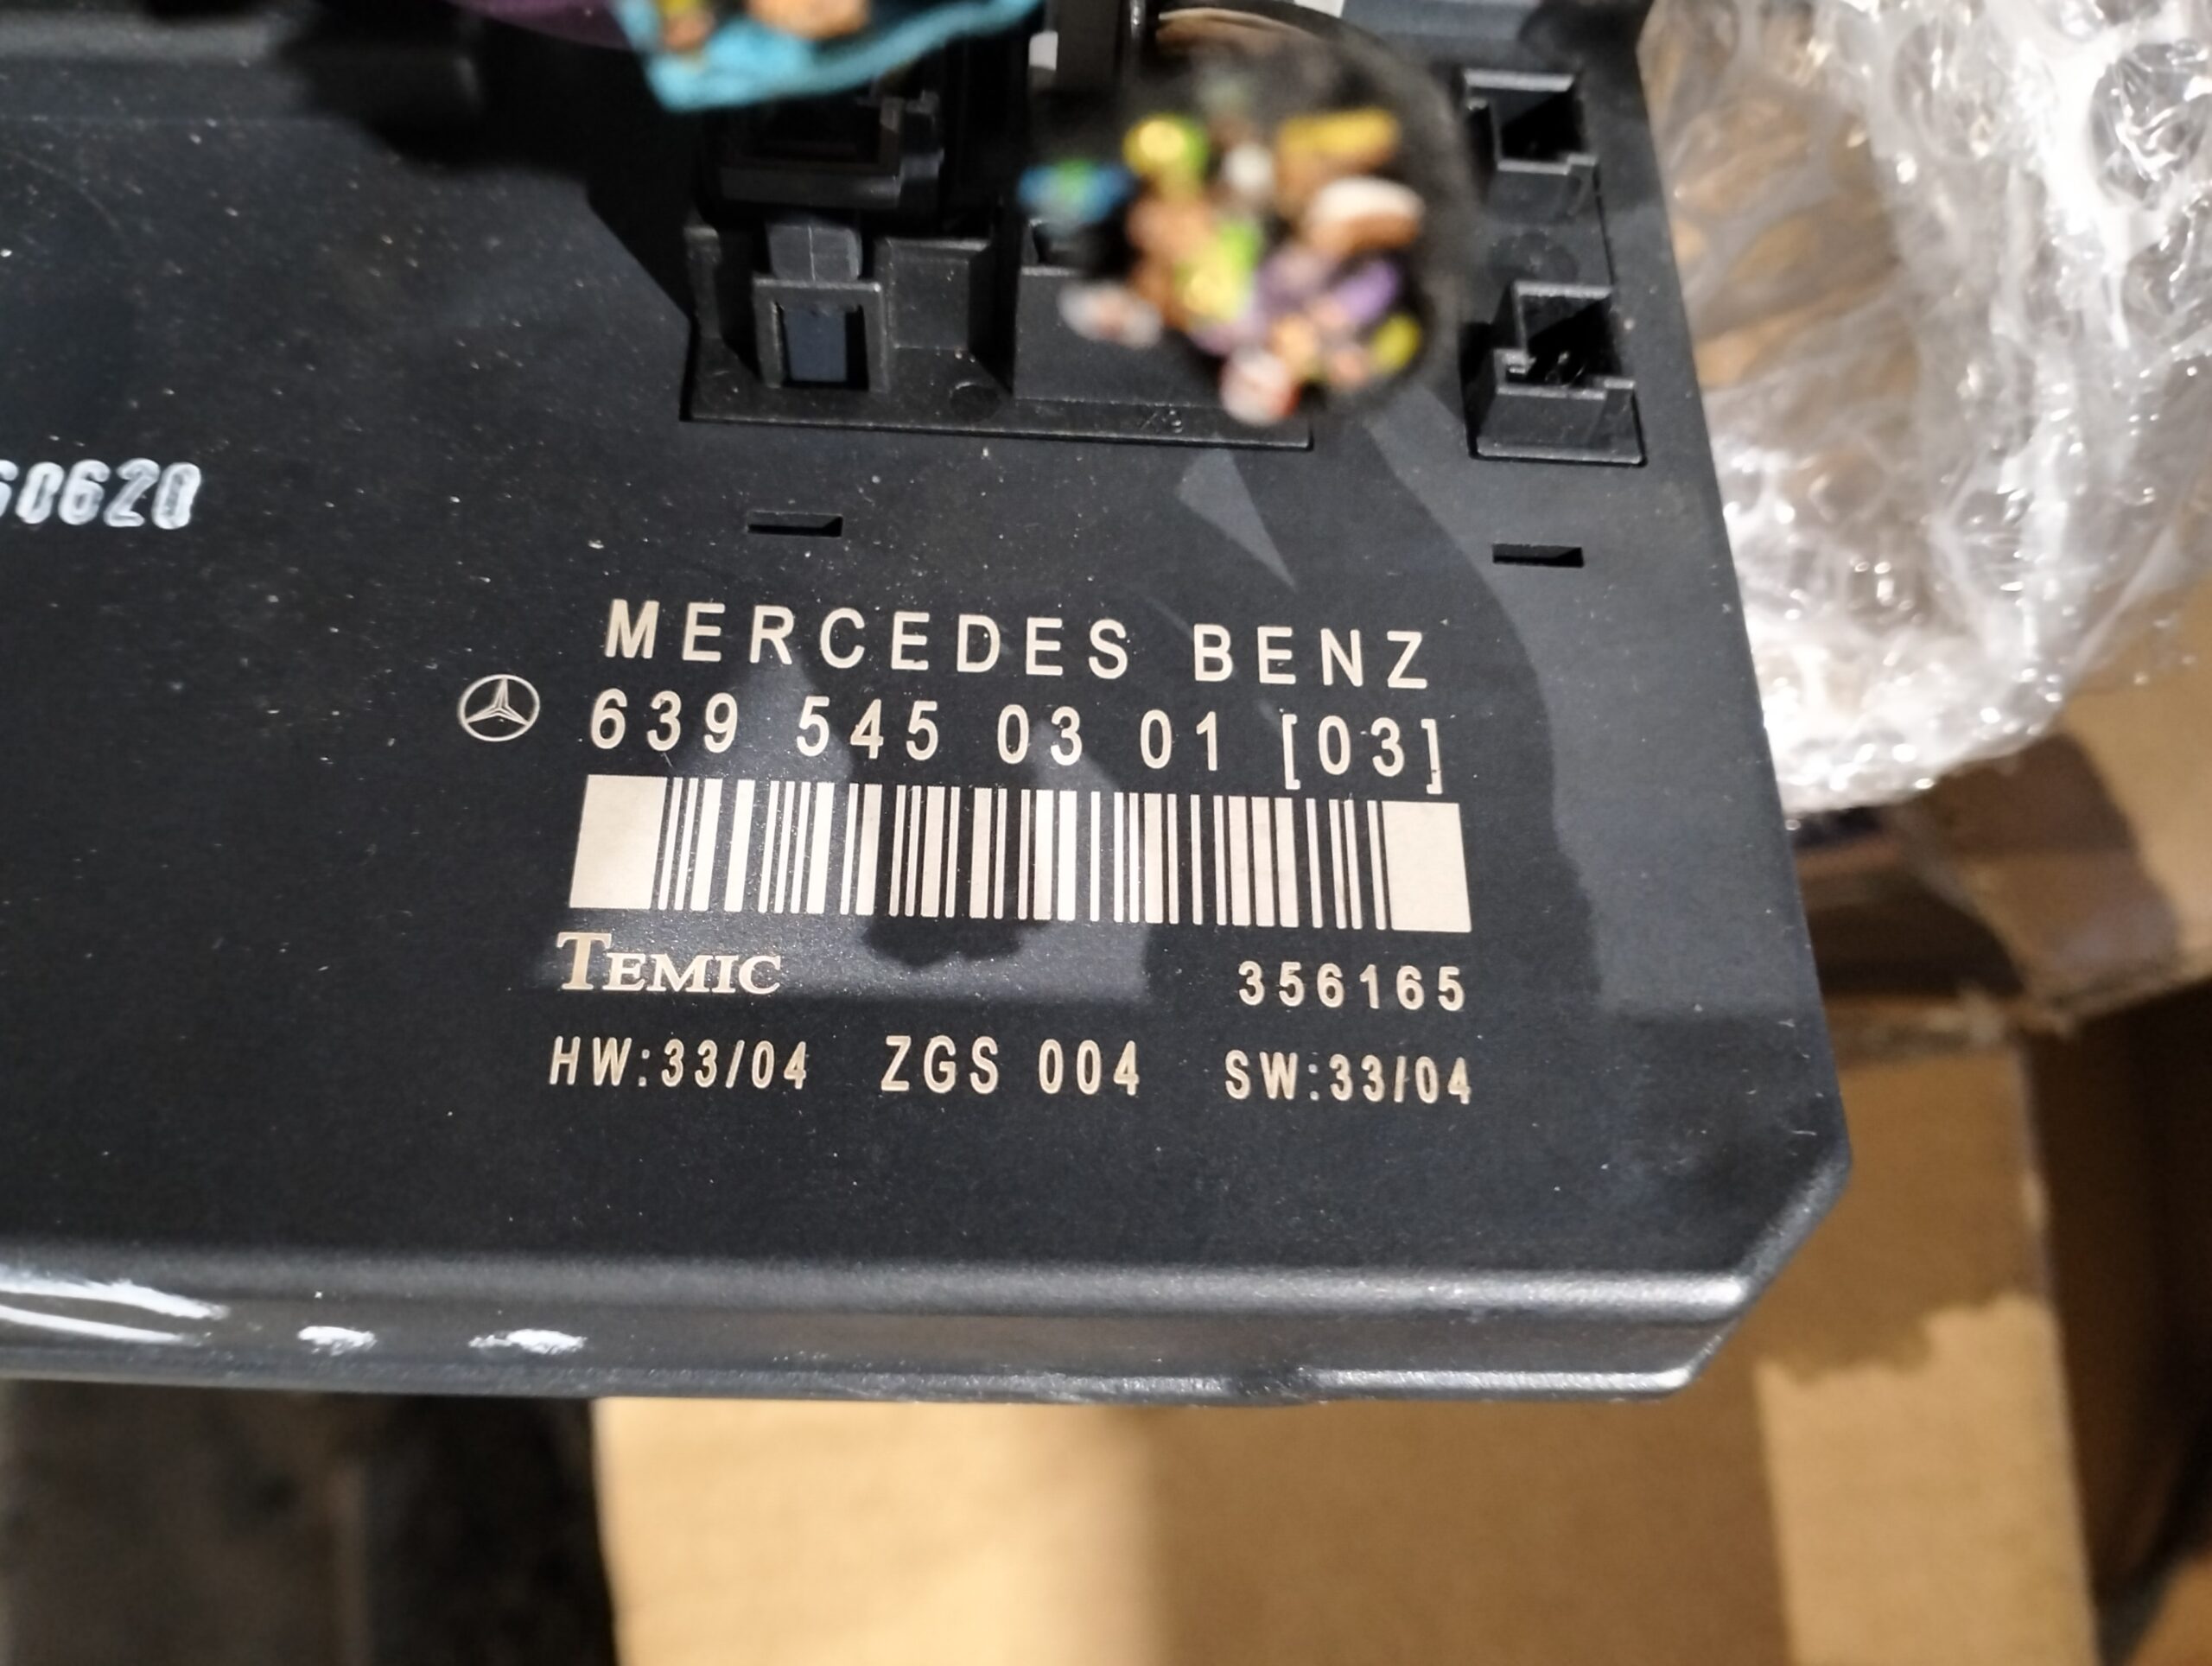 60620
MERCEDES BENZ
639 545 03 01 [03]
TEMIC 356165
HW:33/04 ZGS 004 SW:33/04